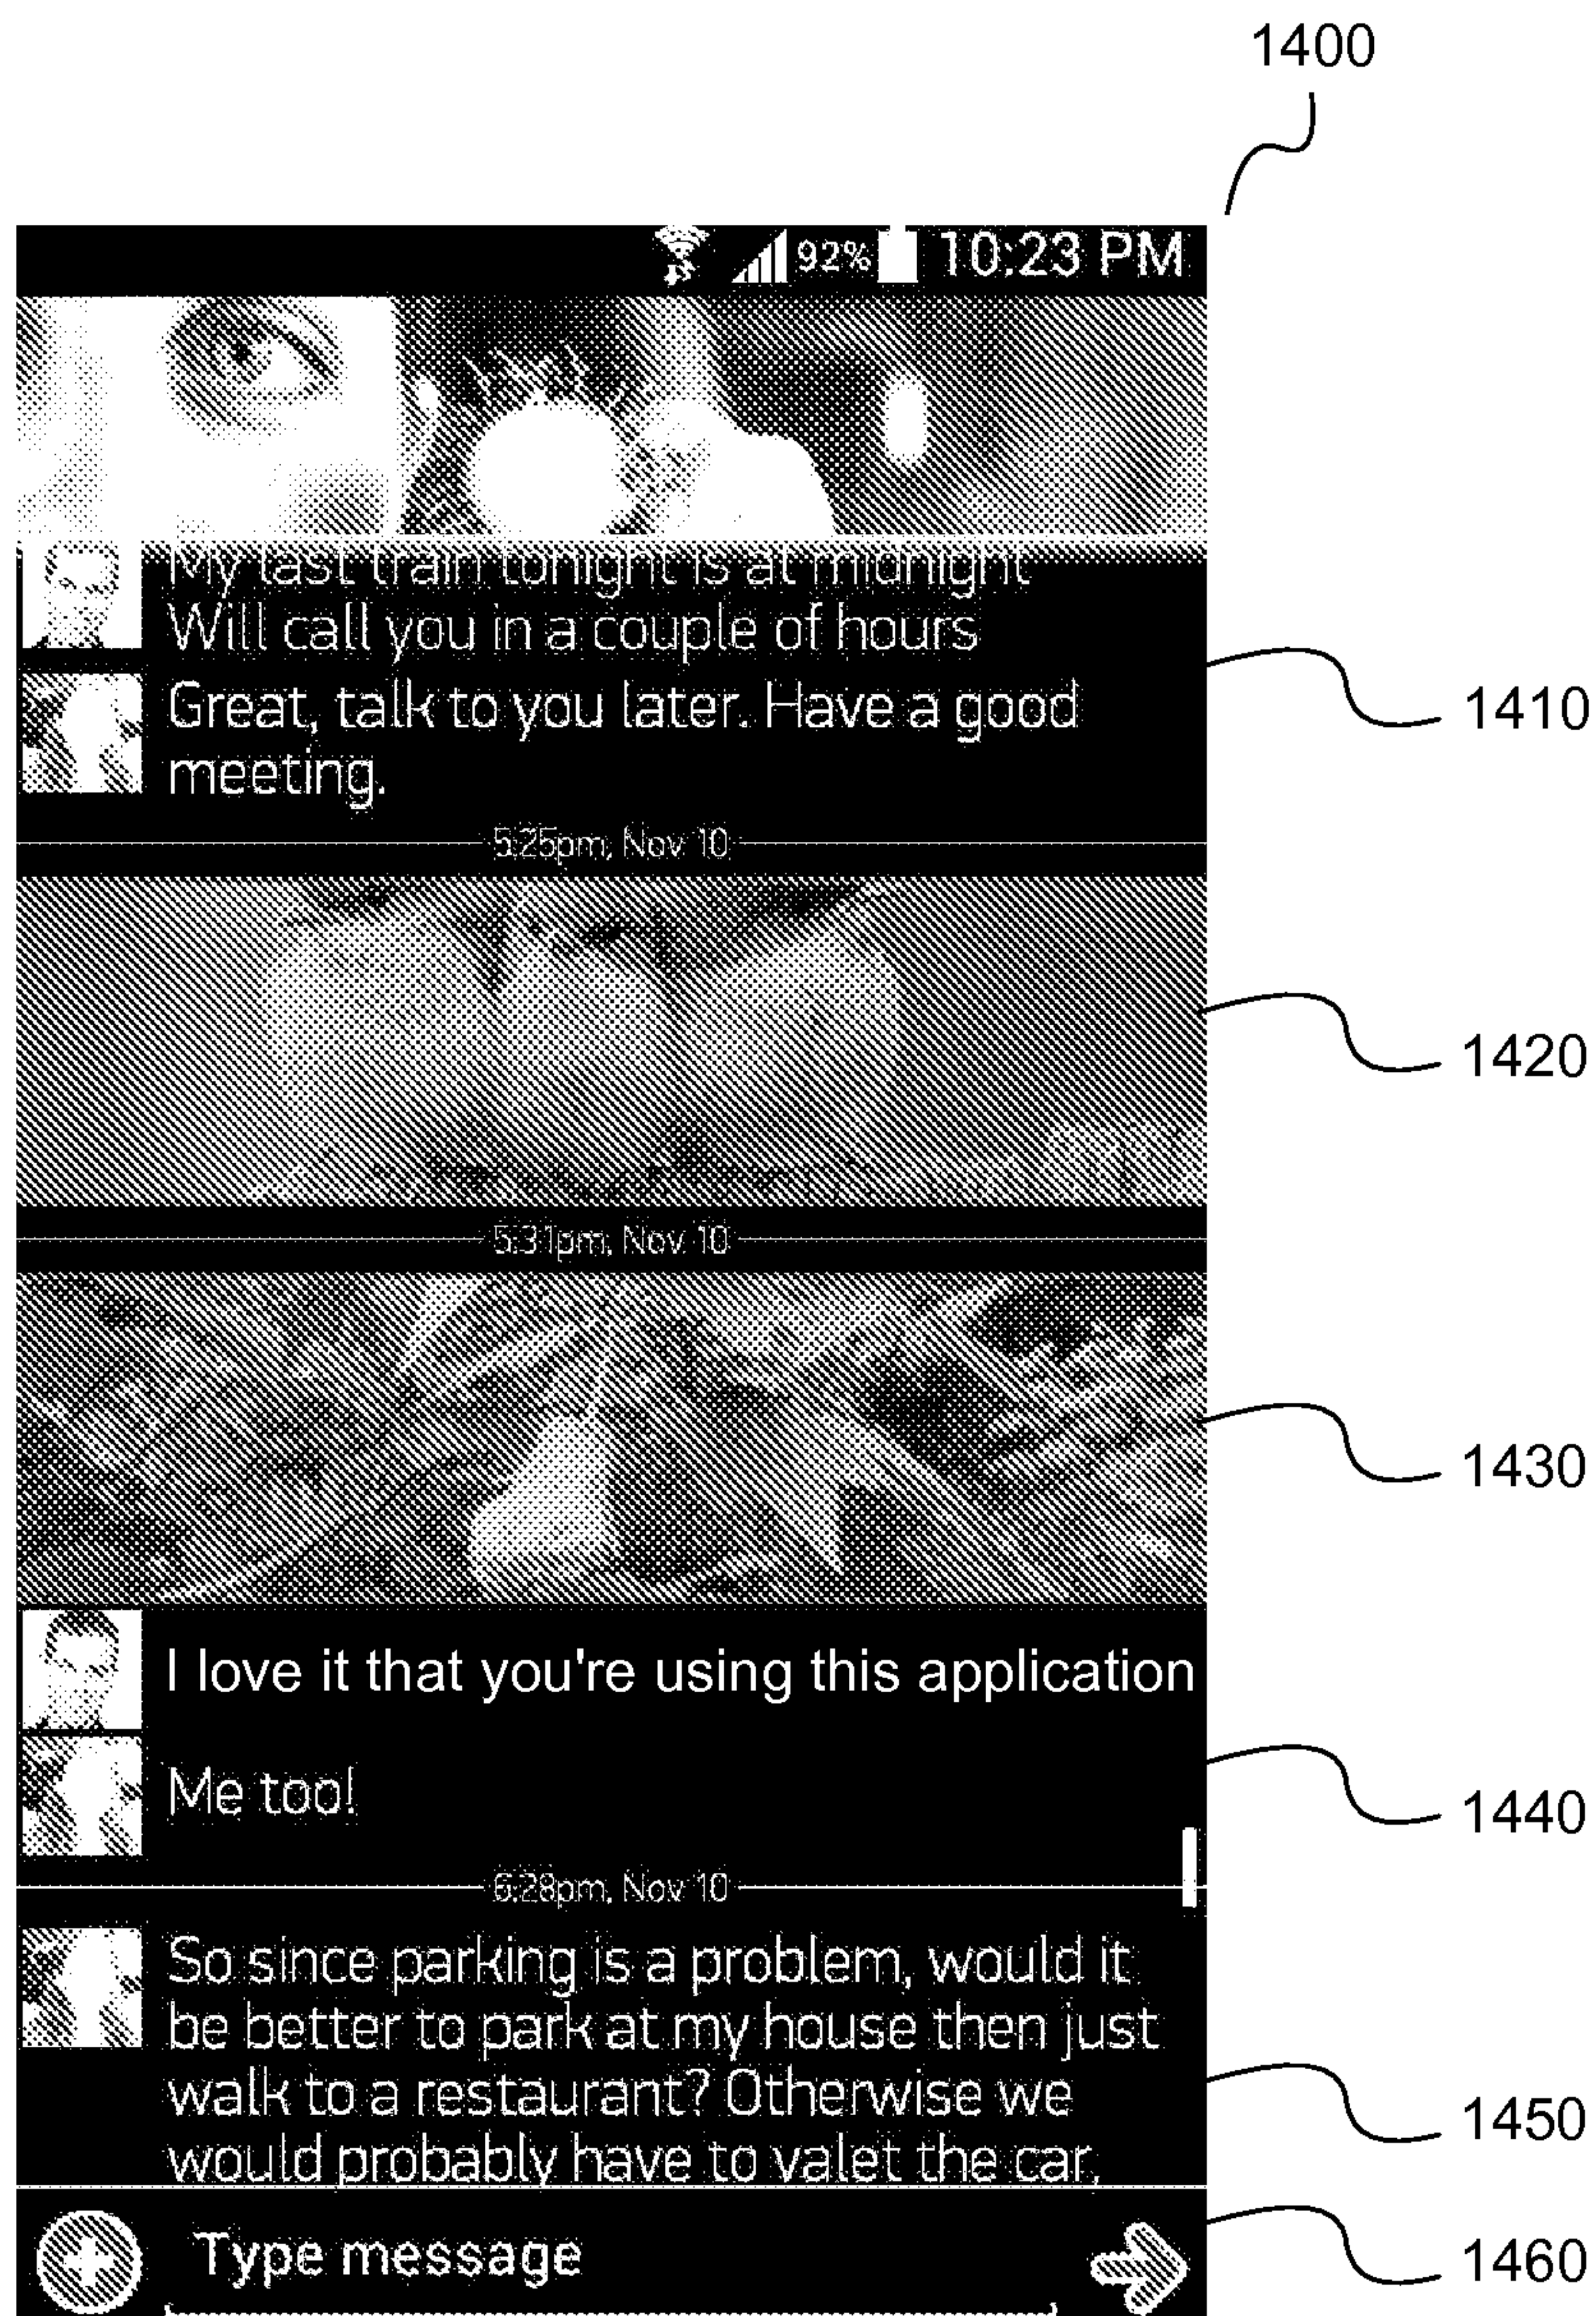 1400
92% 10:23 PM
My last train tonight is at midnight
Will call you in a couple of hours
1410
Great, talk to you later. Have a good
meeting.
5:25pm, Nov 10
1420
5:31pm, Nov 10
1430
I love it that you're using this application
Me too!
1440
6:28pm, Nov 10
So since parking is a problem, would it
be better to park at my house then just
walk to a restaurant? Otherwise we
1450
would probably have to valet the car,
Type message
1460